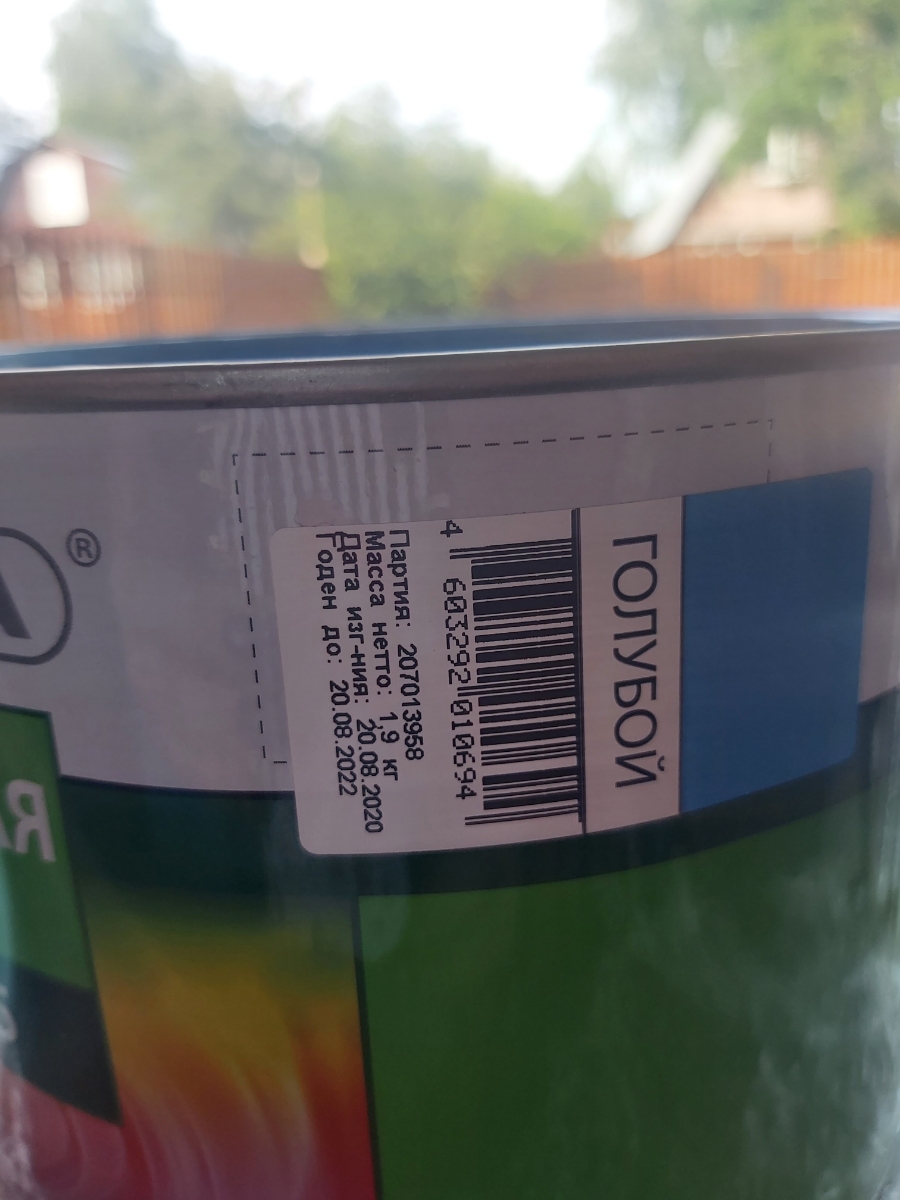 ГОЛУБОЙ
4 603292 010694
Партия: 207013958
Масса нетто: 1,9 кг
Дата изг-ния: 20.08.2020
Годен до: 20.08.2022
®